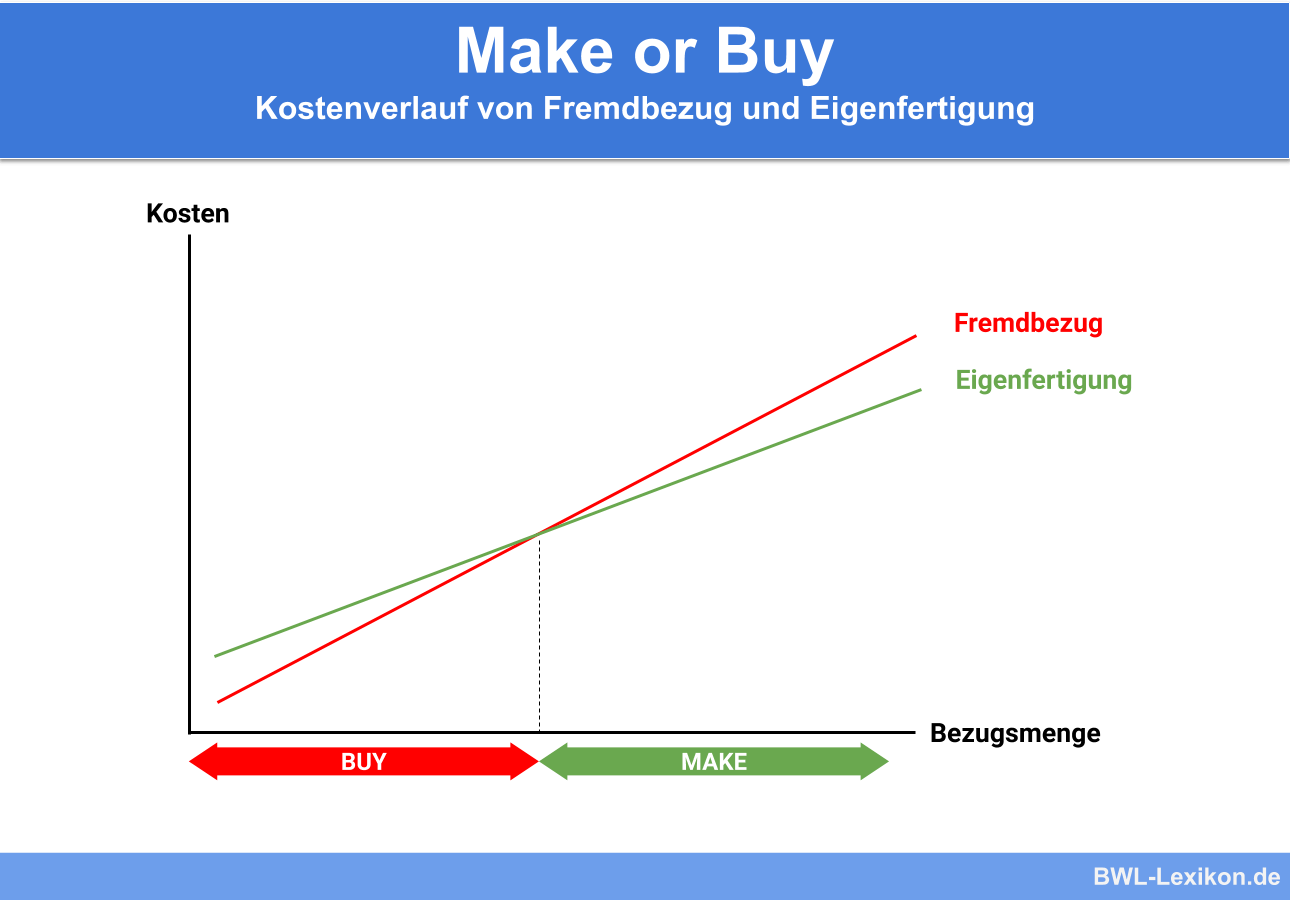 Make or Buy
Kostenverlauf von Fremdbezug und Eigenfertigung
Kosten
Fremdbezug
Eigenfertigung
Bezugsmenge
BUY
MAKE
BWL-Lexikon.de